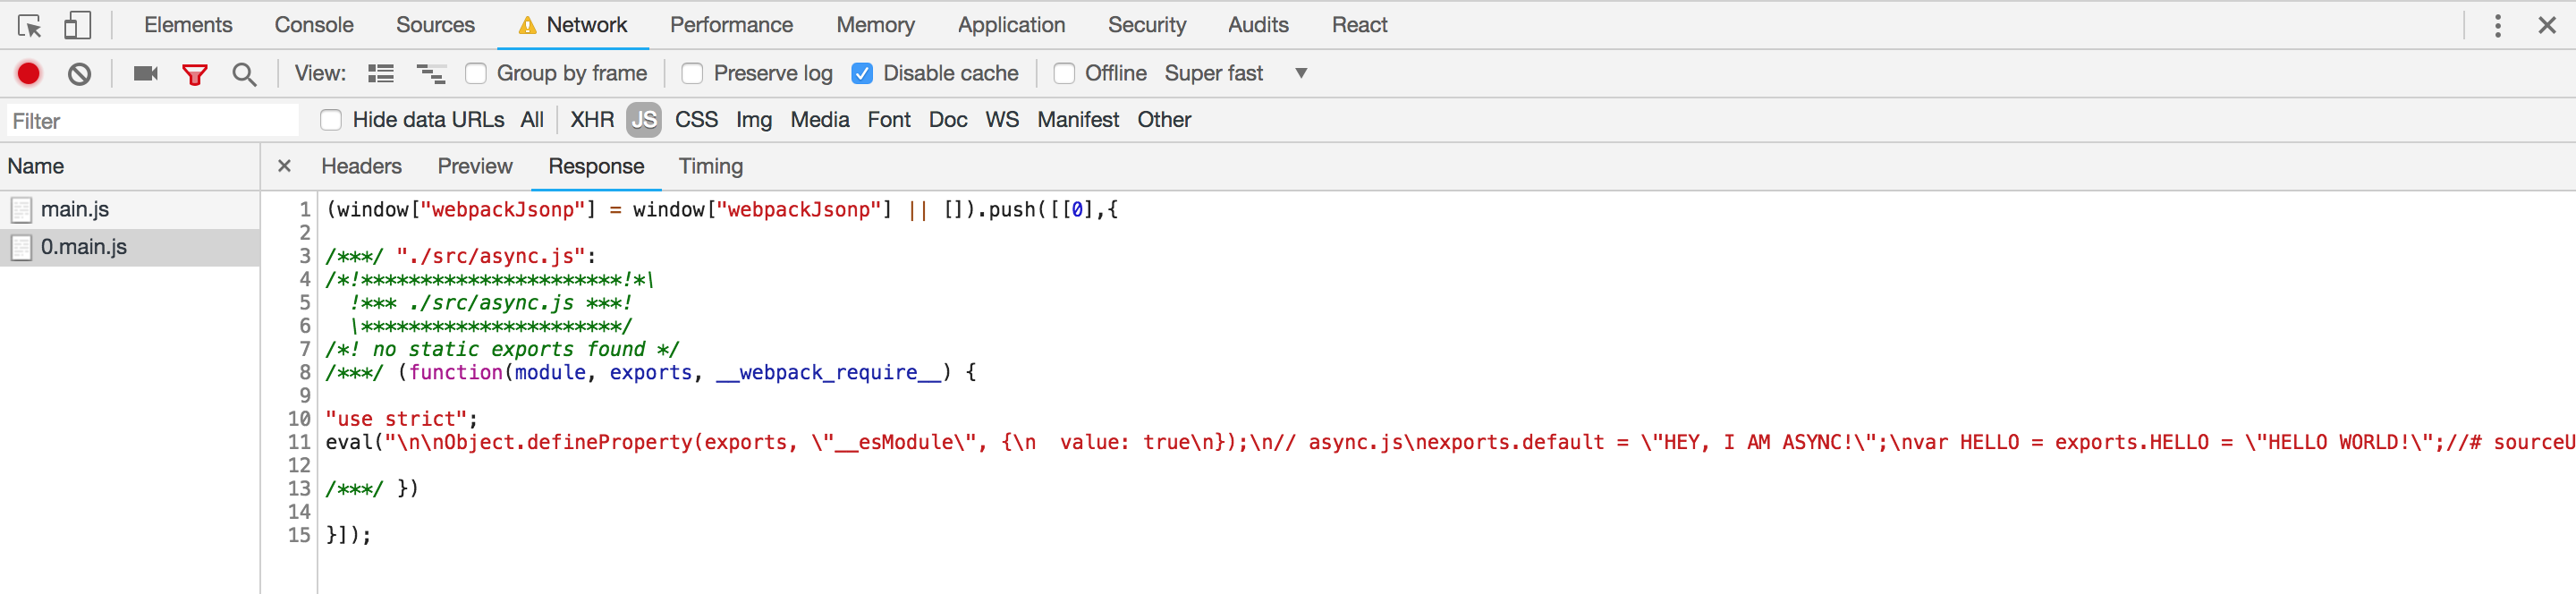 Elements Console Sources Network Performance Memory Application Security Audits React
View: Group by frame Preserve log Disable cache Offline Super fast ▼
Filter Hide data URLs All XHR JS CSS Img Media Font Doc WS Manifest Other
Name × Headers Preview Response Timing
main.js
0.main.js
1 (window["webpackJsonp"] = window["webpackJsonp"] || []).push([[0],{
2
3 /***/ "./src/async.js":
4 /*!**********************!*\
5   !*** ./src/async.js ***!
6   \**********************/
7 /*! no static exports found */
8 /***/ (function(module, exports, __webpack_require__) {
9
10 "use strict";
11 eval("\n\nObject.defineProperty(exports, \"__esModule\", {\n  value: true\n});\n// async.js\nexports.default = \"HEY, I AM ASYNC!\";\nvar HELLO = exports.HELLO = \"HELLO WORLD!\";//# sourceU
12
13 /***/ })
14
15 }]);